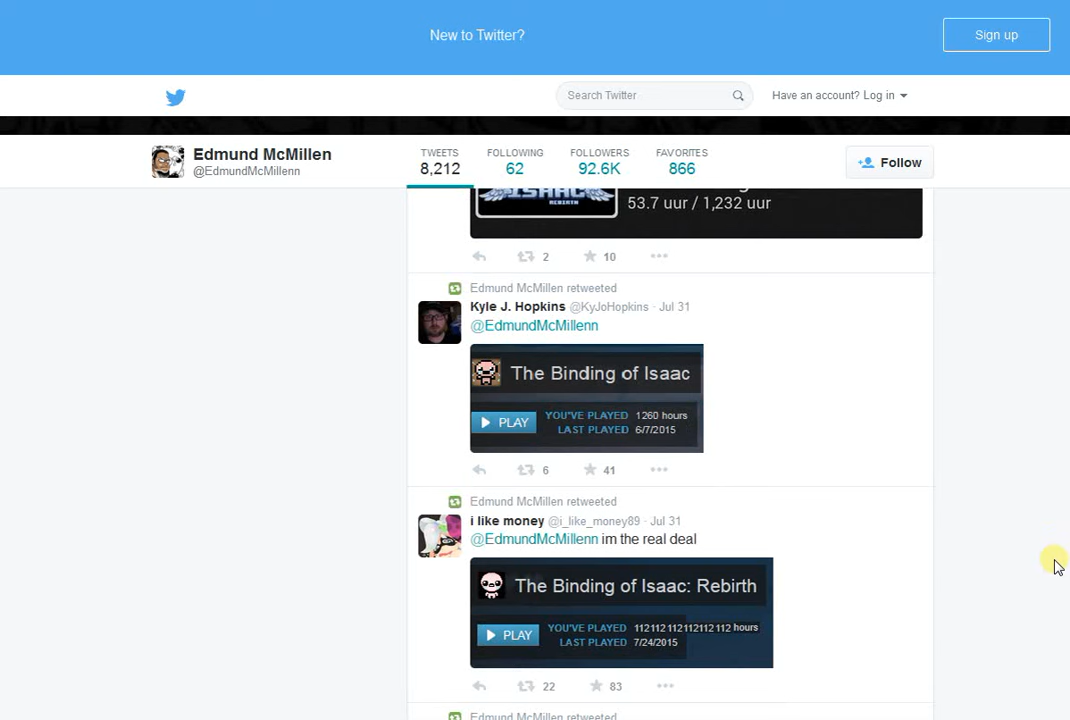 New to Twitter?
Sign up
Search Twitter
Have an account? Log in
Edmund McMillen
@EdmundMcMillenn
TWEETS
8,212
FOLLOWING
62
FOLLOWERS
92.6K
FAVORITES
866
Follow
ISAAC
REBIRTH
53.7 uur / 1,232 uur
2
10
Edmund McMillen retweeted
Kyle J. Hopkins @KyJoHopkins · Jul 31
@EdmundMcMillenn
The Binding of Isaac
PLAY
YOU'VE PLAYED 1260 hours
LAST PLAYED 6/7/2015
6
41
Edmund McMillen retweeted
i like money @i_like_money89 · Jul 31
@EdmundMcMillenn im the real deal
The Binding of Isaac: Rebirth
PLAY
YOU'VE PLAYED 112112 112112112 112 hours
LAST PLAYED 7/24/2015
22
83
Edmund McMillen retweeted